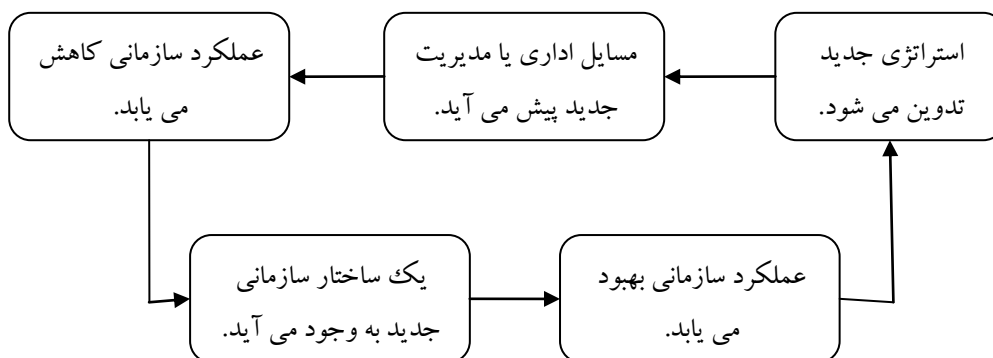 استراتژی جدید
تدوین می شود.
مسایل اداری یا مدیریت
جدید پیش می آید.
عملکرد سازمانی کاهش
می یابد.
یک ساختار سازمانی
جدید به وجود می آید.
عملکرد سازمانی بهبود
می یابد.